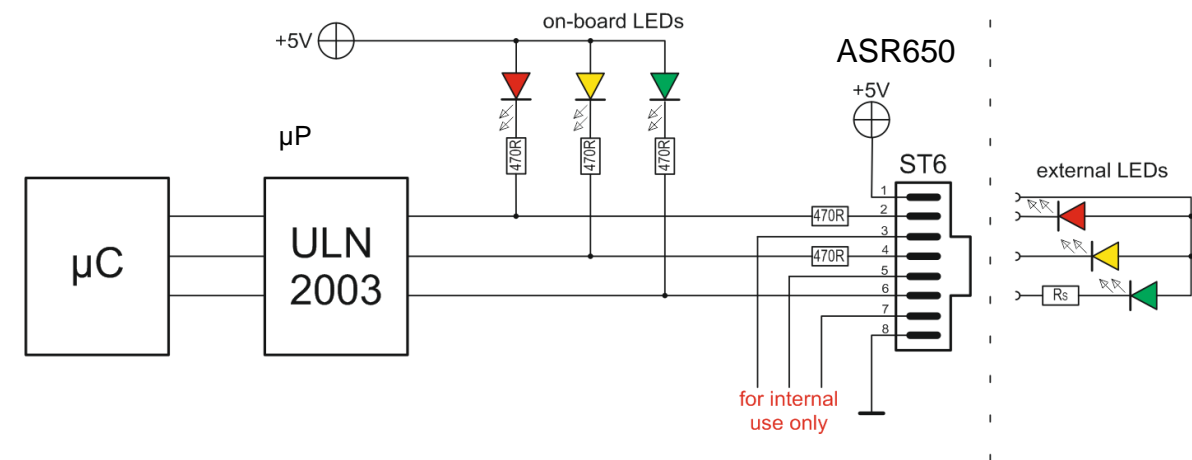 on-board LEDs
+5V
ASR650
+5V
µP
470R
470R
470R
ST6
external LEDs
1
470R
2
µC
ULN
2003
3
470R
4
5
6
Rs
7
8
for internal
use only